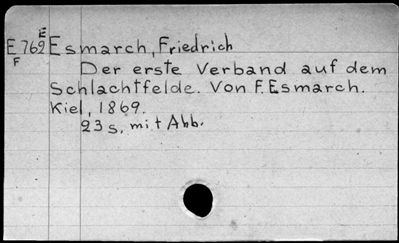 E
E 762 Esmarch, Friedrich
F
Der erste Verband auf dem
Schlachtfelde. Von F. Esmarch.
Kiel, 1869.
23 S. mit Abb.